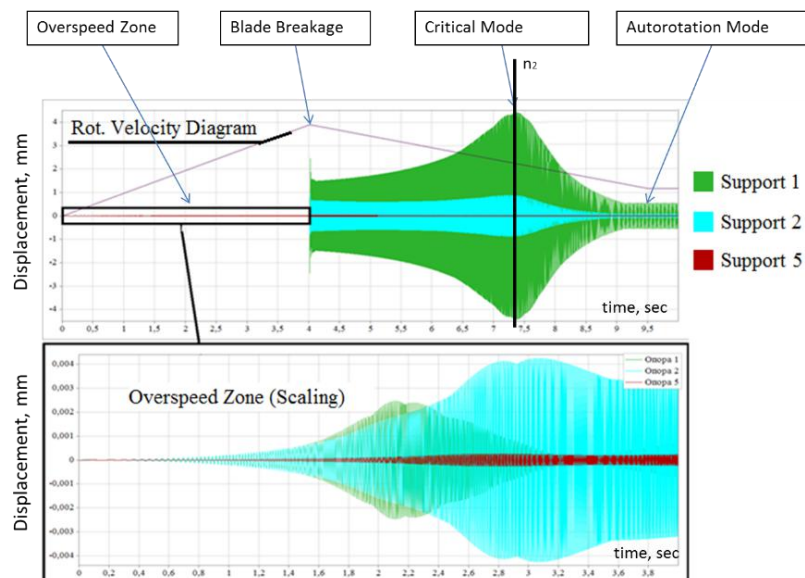 Overspeed Zone
Blade Breakage
Critical Mode
Autorotation Mode
n₂
Displacement, mm
4
3
2
1
0
-1
-2
-3
-4
Rot. Velocity Diagram
time, sec
0 0,5 1 1,5 2 2,5 3 3,5 4 4,5 5 5,5 6 6,5 7 7,5 8 8,5 9 9,5
Support 1
Support 2
Support 5
Displacement, mm
0,004
0,003
0,002
0,001
0
-0,001
-0,002
-0,003
-0,004
Overspeed Zone (Scaling)
Опора 1
Опора 2
Опора 5
time, sec
0 0,2 0,4 0,6 0,8 1 1,2 1,4 1,6 1,8 2 2,2 2,4 2,6 2,8 3 3,2 3,4 3,6 3,8